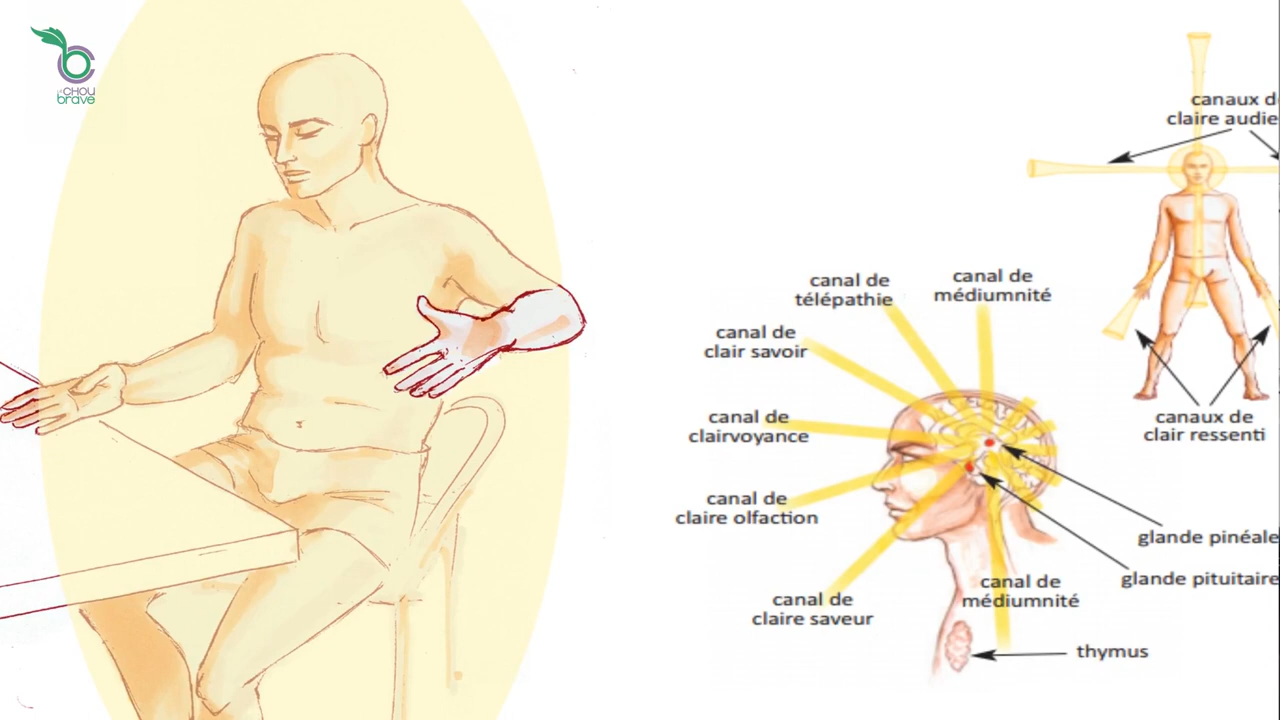 CHOU
brave
canaux d
claire audie
canal de
télépathie
canal de
médiumnité
canal de
clair savoir
canal de
clairvoyance
canaux de
clair ressenti
canal de
claire olfaction
glande pinéale
glande pituitaire
canal de
médiumnité
canal de
claire saveur
thymus